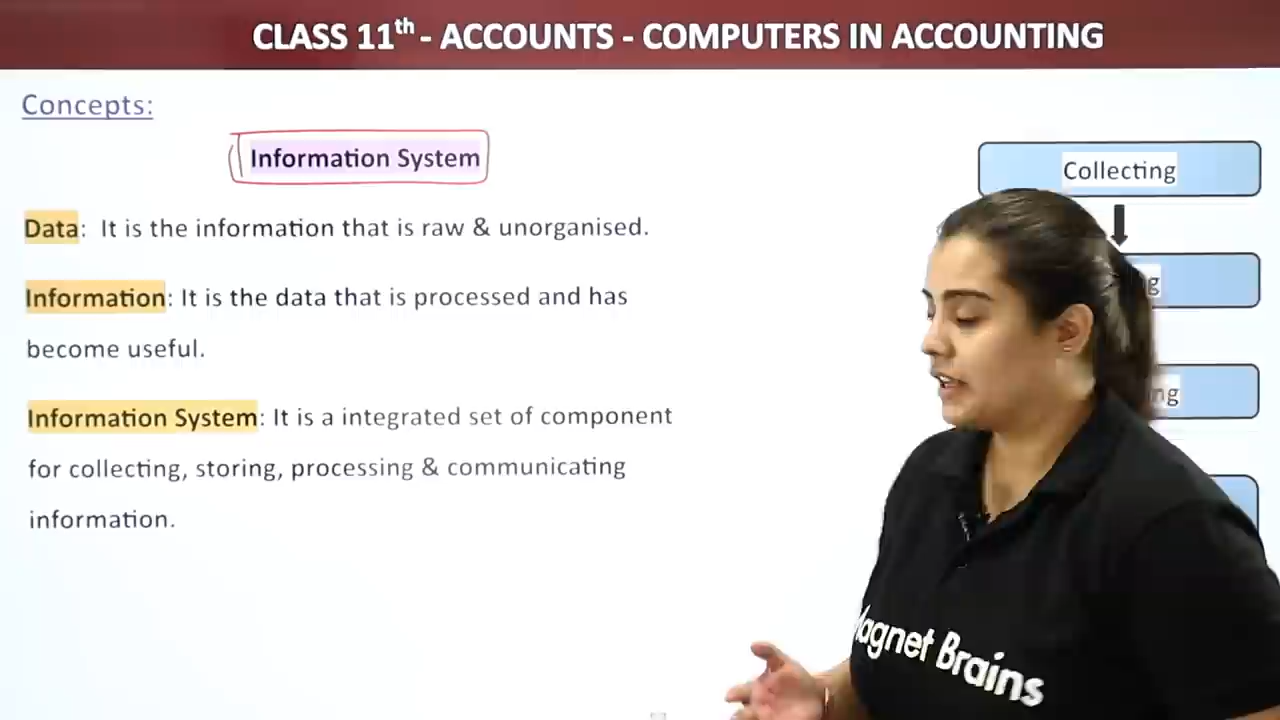 CLASS 11th - ACCOUNTS - COMPUTERS IN ACCOUNTING
Concepts:
Information System
Data: It is the information that is raw & unorganised.
Information: It is the data that is processed and has
become useful.
Information System: It is a integrated set of component
for collecting, storing, processing & communicating
information.
Collecting
Brains